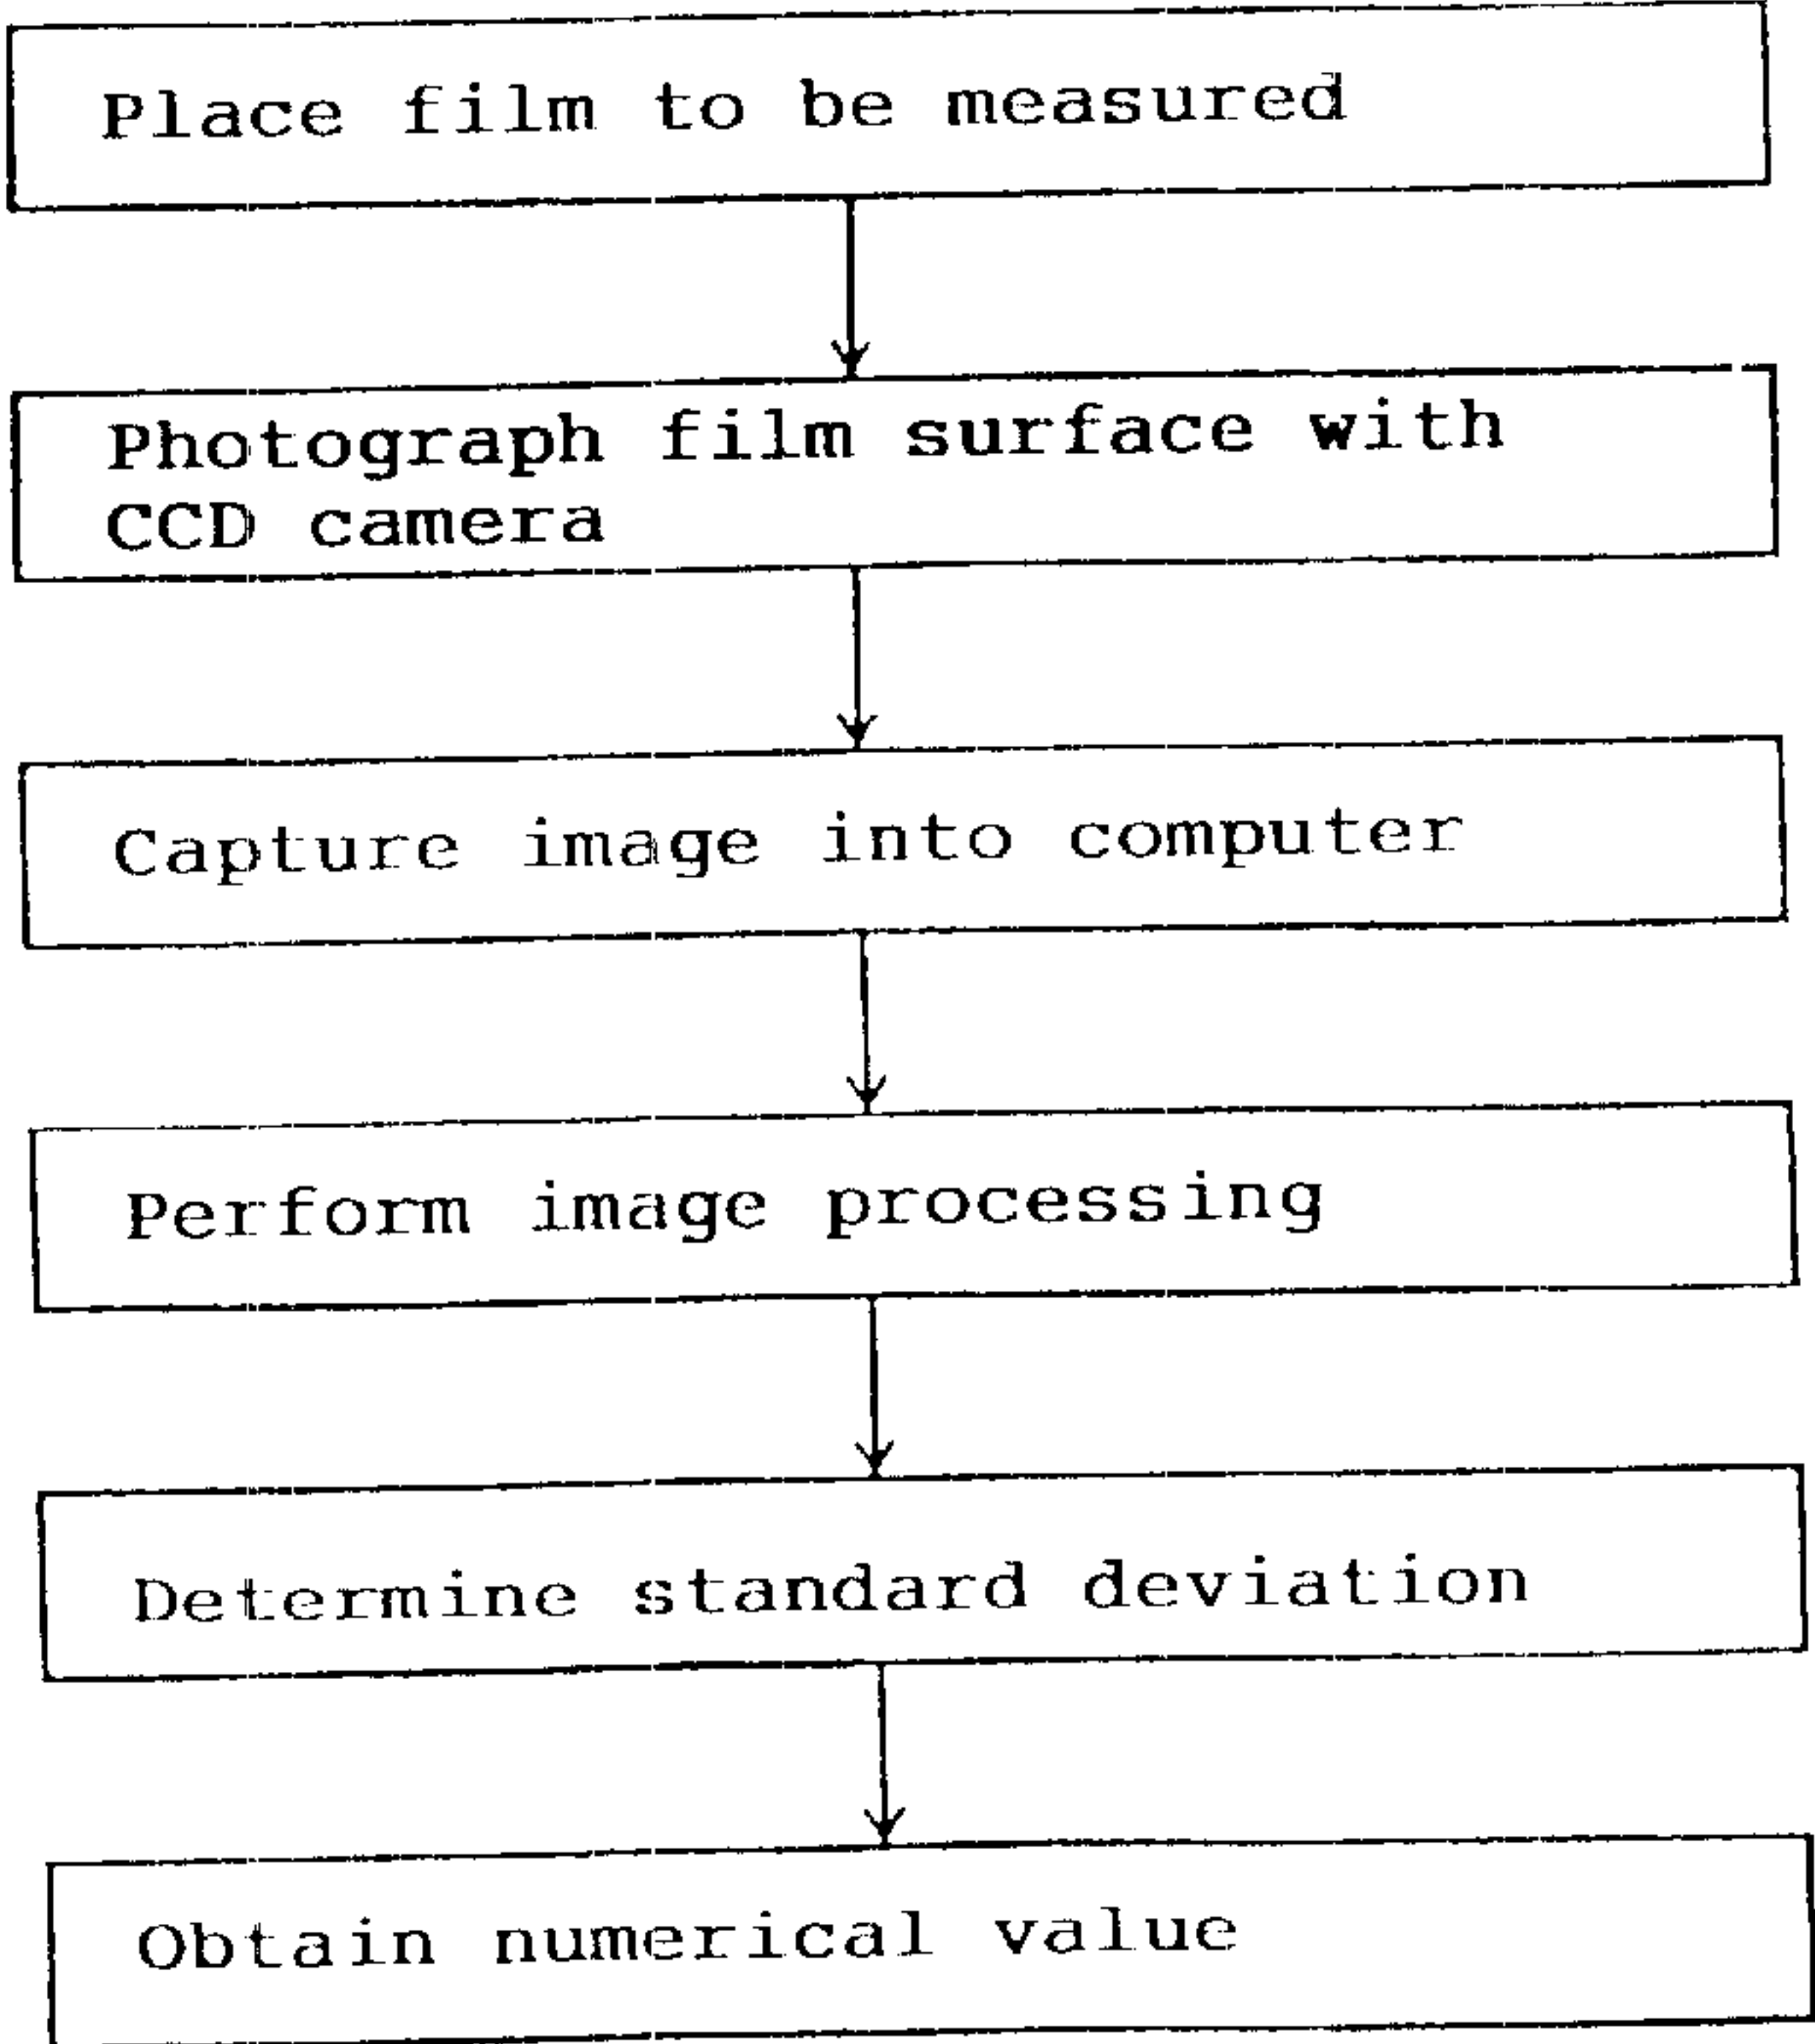 Place film to be measured
Photograph film surface with
CCD camera
Capture image into computer
Perform image processing
Determine standard deviation
Obtain numerical value